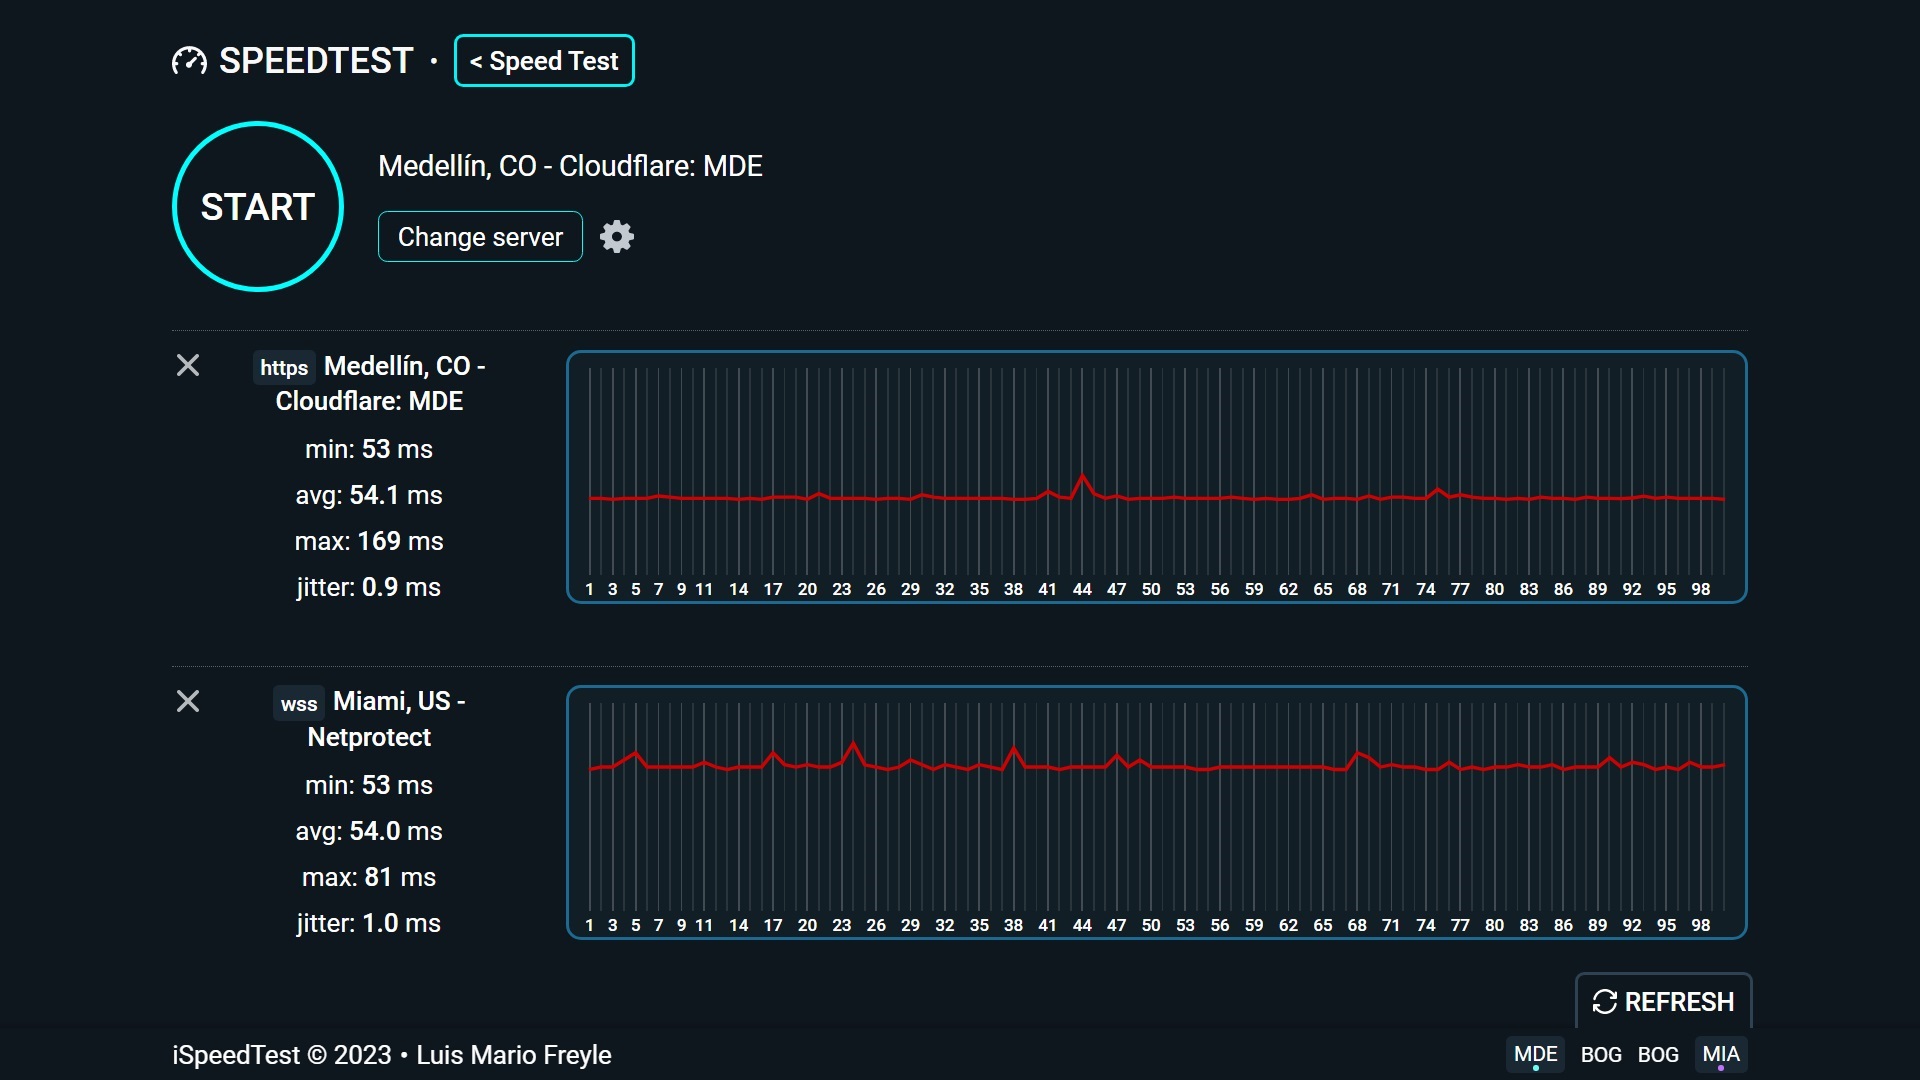 SPEEDTEST · < Speed Test
START
Medellín, CO - Cloudflare: MDE
Change server
https Medellín, CO -
Cloudflare: MDE
min: 53 ms
avg: 54.1 ms
max: 169 ms
jitter: 0.9 ms
1 3 5 7 9 11 14 17 20 23 26 29 32 35 38 41 44 47 50 53 56 59 62 65 68 71 74 77 80 83 86 89 92 95 98
wss Miami, US -
Netprotect
min: 53 ms
avg: 54.0 ms
max: 81 ms
jitter: 1.0 ms
1 3 5 7 9 11 14 17 20 23 26 29 32 35 38 41 44 47 50 53 56 59 62 65 68 71 74 77 80 83 86 89 92 95 98
REFRESH
iSpeedTest © 2023 • Luis Mario Freyle
MDE BOG BOG MIA